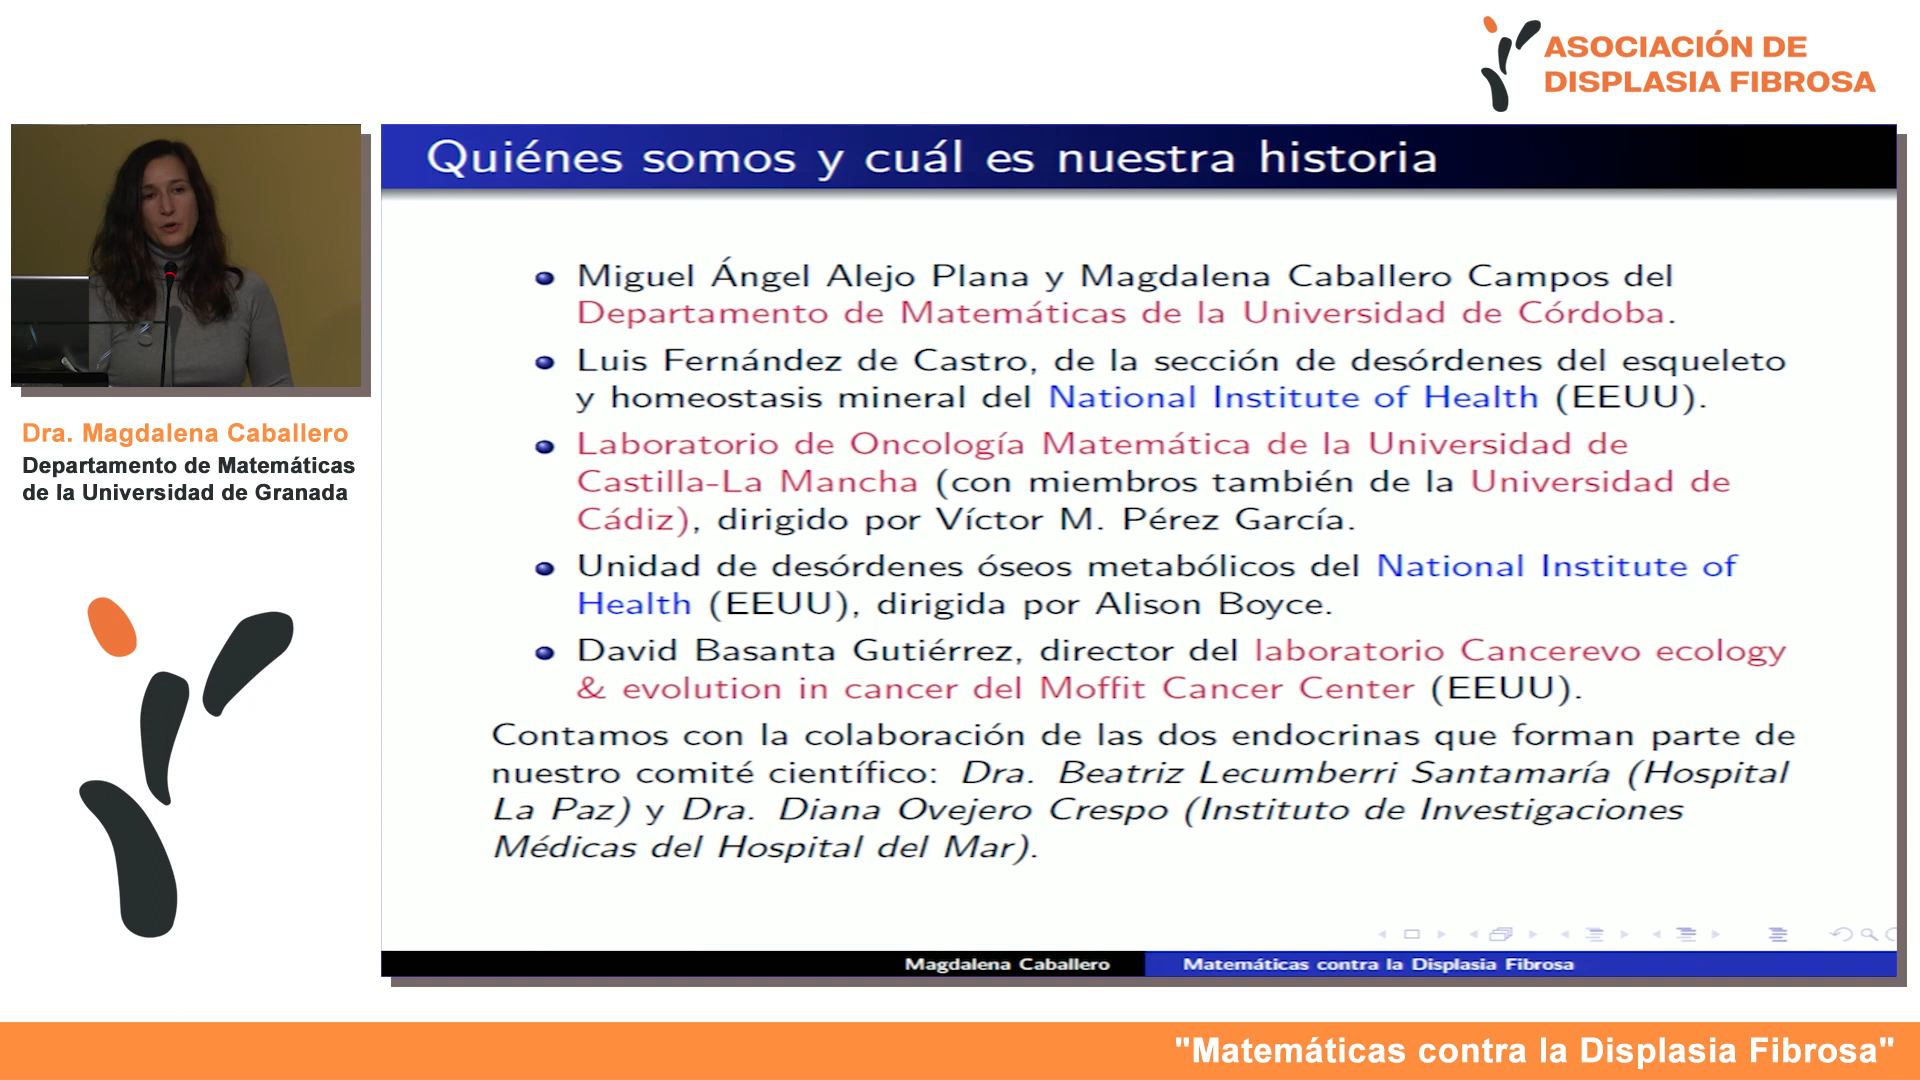 ASOCIACIÓN DE
DISPLASIA FIBROSA
Quiénes somos y cuál es nuestra historia
Miguel Ángel Alejo Plana y Magdalena Caballero Campos del
Departamento de Matemáticas de la Universidad de Córdoba.
Luis Fernández de Castro, de la sección de desórdenes del esqueleto
y homeostasis mineral del National Institute of Health (EEUU).
Laboratorio de Oncología Matemática de la Universidad de
Castilla-La Mancha (con miembros también de la Universidad de
Cádiz), dirigido por Víctor M. Pérez García.
Unidad de desórdenes óseos metabólicos del National Institute of
Health (EEUU), dirigida por Alison Boyce.
David Basanta Gutiérrez, director del laboratorio Cancerevo ecology
& evolution in cancer del Moffit Cancer Center (EEUU).
Contamos con la colaboración de las dos endocrinas que forman parte de
nuestro comité científico: Dra. Beatriz Lecumberri Santamaría (Hospital
La Paz) y Dra. Diana Ovejero Crespo (Instituto de Investigaciones
Médicas del Hospital del Mar).
Magdalena Caballero
Matemáticas contra la Displasia Fibrosa
Dra. Magdalena Caballero
Departamento de Matemáticas
de la Universidad de Granada
"Matemáticas contra la Displasia Fibrosa"